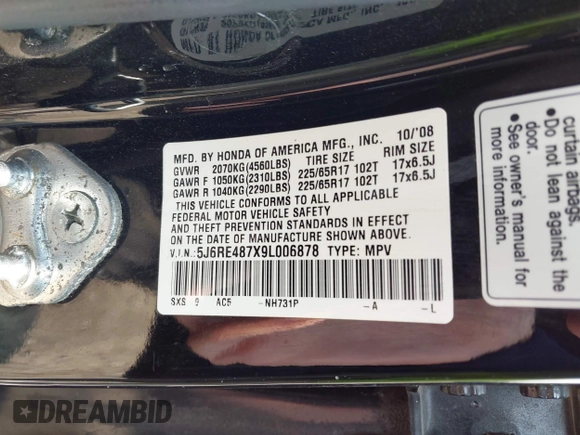 MFD. BY HONDA OF AMERICA MFG., INC. 10/'08
GVWR 2070KG(4560LBS) TIRE SIZE RIM SIZE
GAWR F 1050KG(2310LBS) 225/65R17 102T 17x6.5J
GAWR R 1040KG(2290LBS) 225/65R17 102T 17x6.5J
THIS VEHICLE CONFORMS TO ALL APPLICABLE
FEDERAL MOTOR VEHICLE SAFETY
AND THEFT PREVENTION STANDARDS IN EFFECT
ON THE DATE OF MANUFACTURE SHOWN ABOVE.
V.I.N.:5J6RE487X9L006878 TYPE: MPV
SXS 9 AC5 -NH731P -A -L
curtain airbags.
•Do not lean against the
door.
•See owner's manual for
more information.
DREAMBID